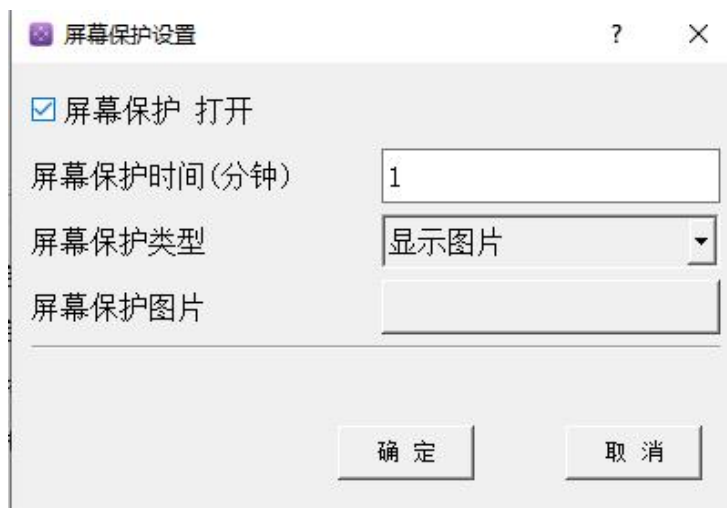 屏幕保护设置
屏幕保护 打开
屏幕保护时间(分钟) 1
屏幕保护类型 显示图片
屏幕保护图片
确 定 取 消